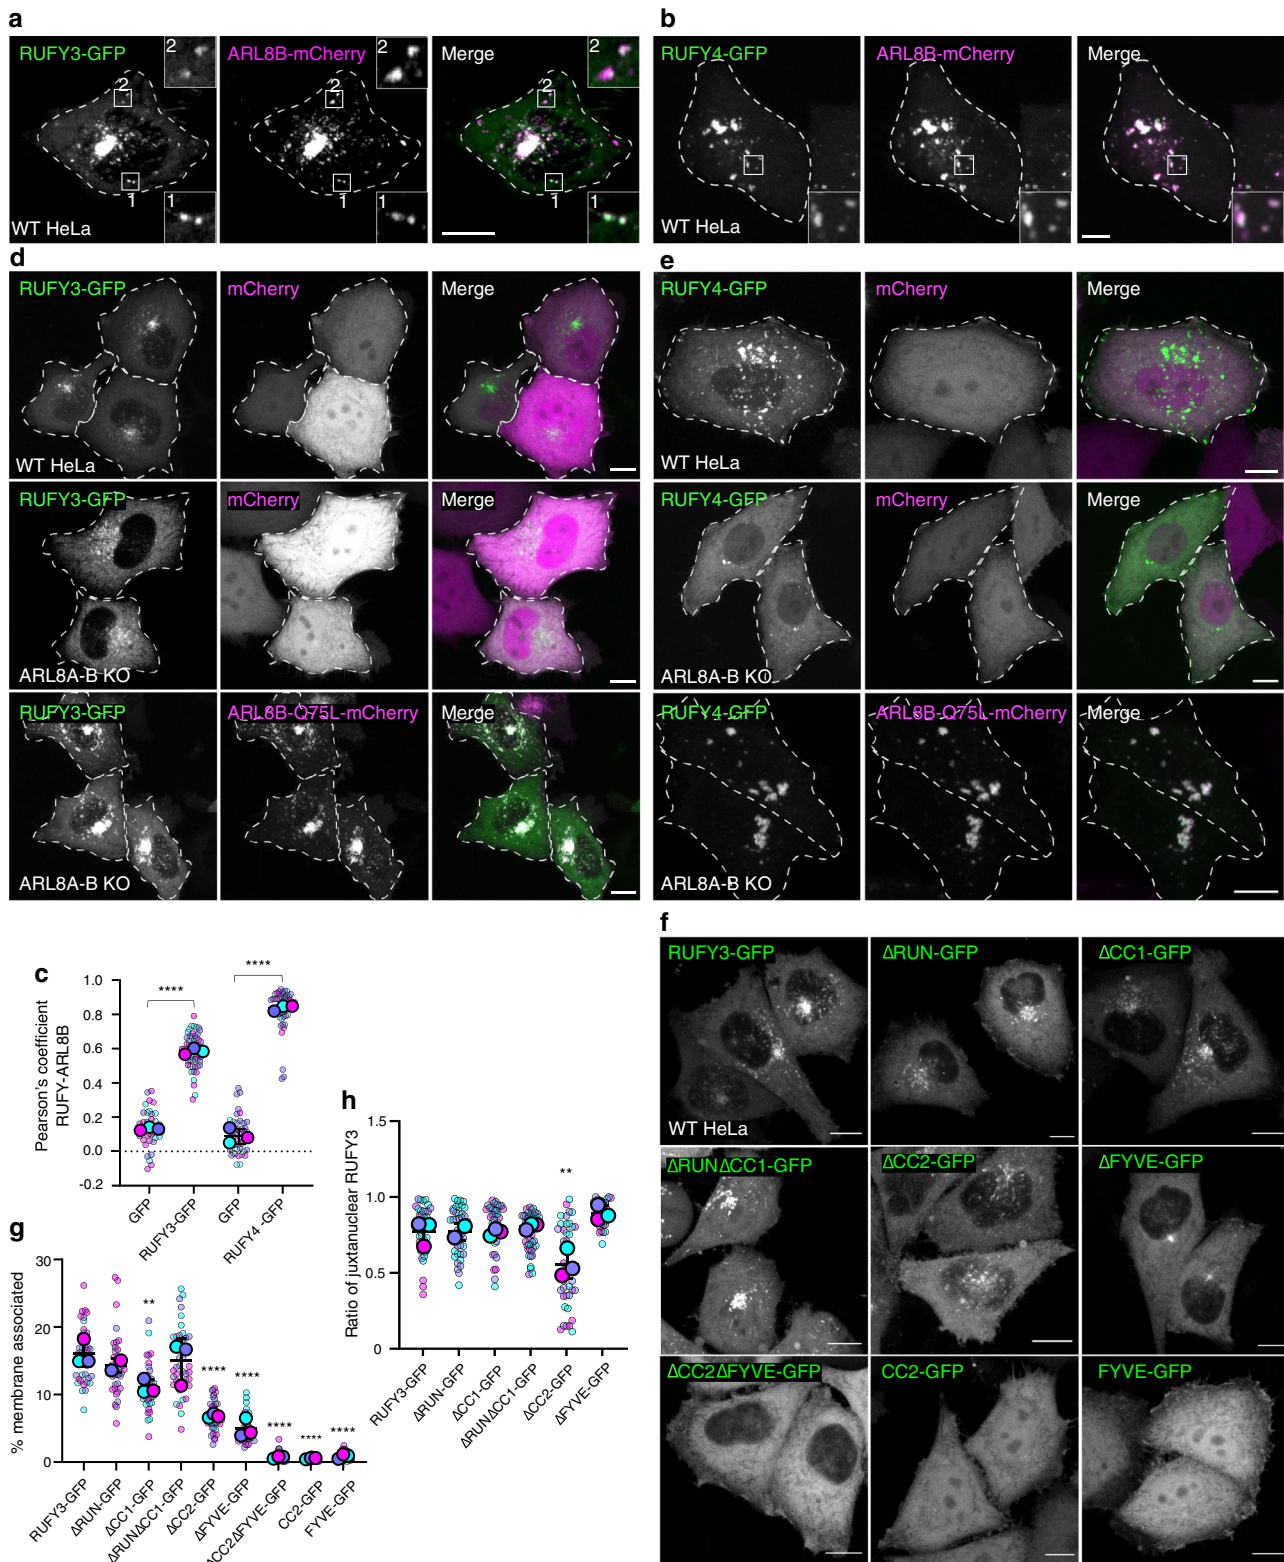 a
RUFY3-GFP
2
ARL8B-mCherry
2
2
Merge
2
2
1
1
1
1
1
1
WT HeLa
b
RUFY4-GFP
ARL8B-mCherry
Merge
WT HeLa
d
RUFY3-GFP
mCherry
Merge
WT HeLa
RUFY3-GFP
mCherry
Merge
ARL8A-B KO
RUFY3-GFP
ARL8B-Q75L-mCherry
Merge
ARL8A-B KO
e
RUFY4-GFP
mCherry
Merge
WT HeLa
RUFY4-GFP
mCherry
Merge
ARL8A-B KO
RUFY4-GFP
ARL8B-Q75L-mCherry
Merge
ARL8A-B KO
c
Pearson's coefficient
RUFY-ARL8B
1.0
0.8
0.6
0.4
0.2
0.0
-0.2
****
****
GFP
RUFY3-GFP
GFP
RUFY4-GFP
h
Ratio of juxtanuclear RUFY3
1.5
1.0
0.5
0
**
RUFY3-GFP
ΔRUN-GFP
ΔCC1-GFP
ΔRUNΔCC1-GFP
ΔCC2-GFP
ΔFYVE-GFP
g
% membrane associated
30
20
10
0
**
****
****
****
****
****
RUFY3-GFP
ΔRUN-GFP
ΔCC1-GFP
ΔRUNΔCC1-GFP
ΔCC2-GFP
ΔFYVE-GFP
ΔCC2ΔFYVE-GFP
CC2-GFP
FYVE-GFP
f
RUFY3-GFP
ΔRUN-GFP
ΔCC1-GFP
WT HeLa
ΔRUNΔCC1-GFP
ΔCC2-GFP
ΔFYVE-GFP
ΔCC2ΔFYVE-GFP
CC2-GFP
FYVE-GFP